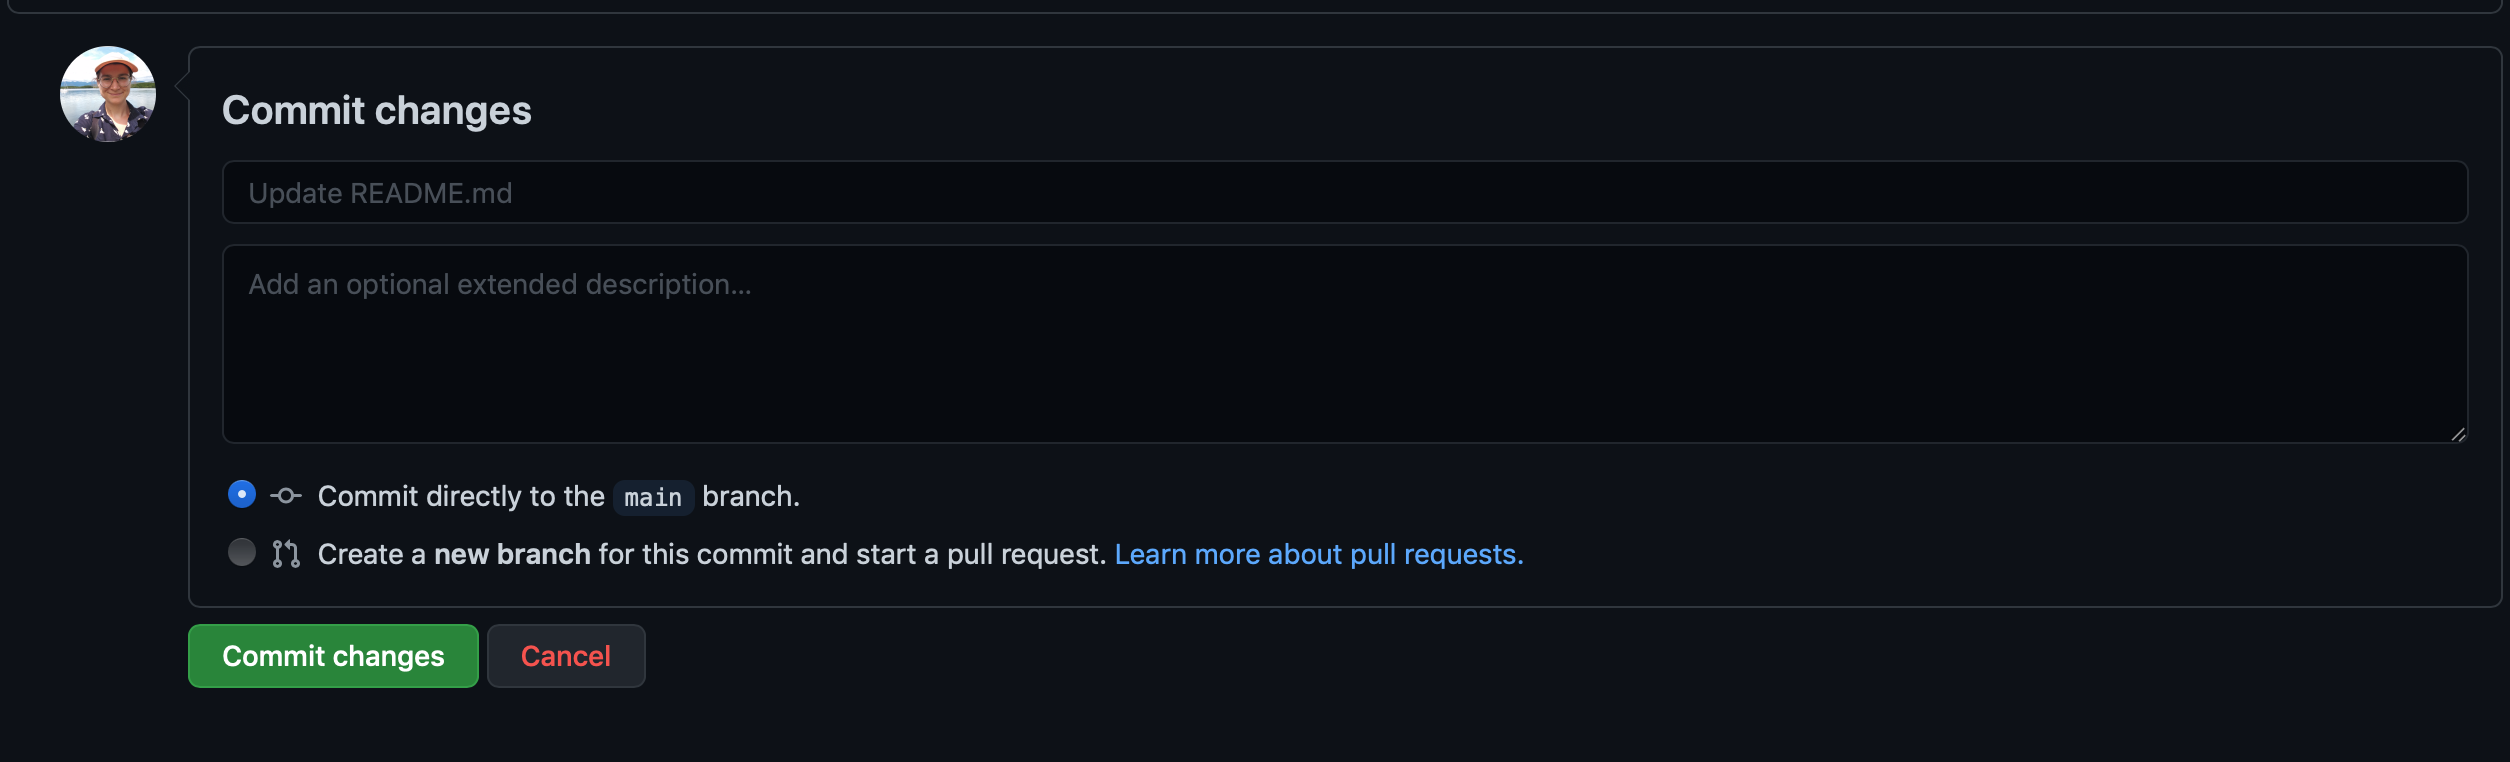 Commit changes
Update README.md
Add an optional extended description...
Commit directly to the main branch.
Create a new branch for this commit and start a pull request. Learn more about pull requests.
Commit changes Cancel